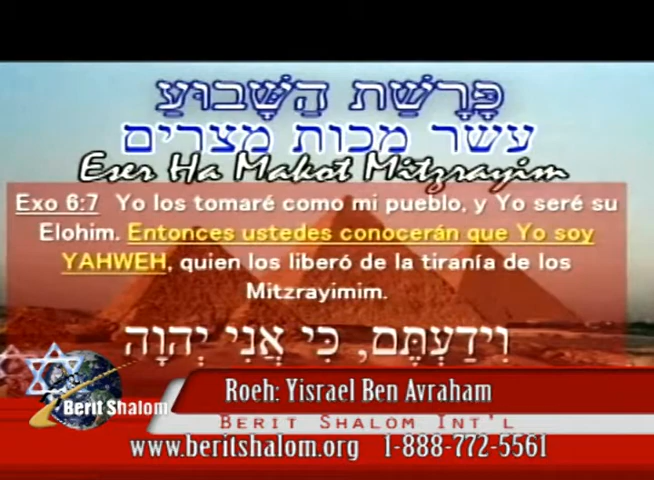 פָּרָשַׁת הַשָּׁבוּעַ
עשר מַכות מִצרים
Eser Ha Makot Mitzrayim
Exo 6:7 Yo los tomaré como mi pueblo, y Yo seré su
Elohim. Entonces ustedes conocerán que Yo soy
YAHWEH, quien los liberó de la tiranía de los
Mitzrayimim.
וִידַעְתֶּם, כִּי אֲנִי יְהוָה
Roeh: Yisrael Ben Avraham
Berit Shalom
BERIT SHALOM INT'L
www.beritshalom.org 1-888-772-5561